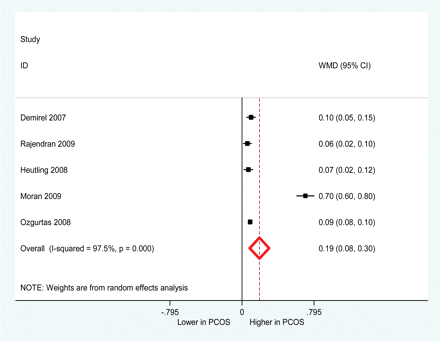 Study
ID WMD (95% CI)
Demirel 2007 0.10 (0.05, 0.15)
Rajendran 2009 0.06 (0.02, 0.10)
Heutling 2008 0.07 (0.02, 0.12)
Moran 2009 0.70 (0.60, 0.80)
Ozgurtas 2008 0.09 (0.08, 0.10)
Overall (I-squared = 97.5%, p = 0.000) 0.19 (0.08, 0.30)
NOTE: Weights are from random effects analysis
-.795 0 .795
Lower in PCOS Higher in PCOS